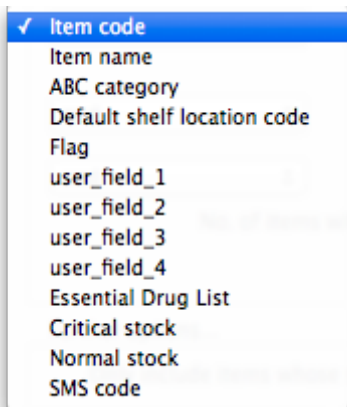 ✓ Item code
Item name
ABC category
Default shelf location code
Flag
user_field_1
user_field_2
user_field_3
user_field_4
Essential Drug List
Critical stock
Normal stock
SMS code